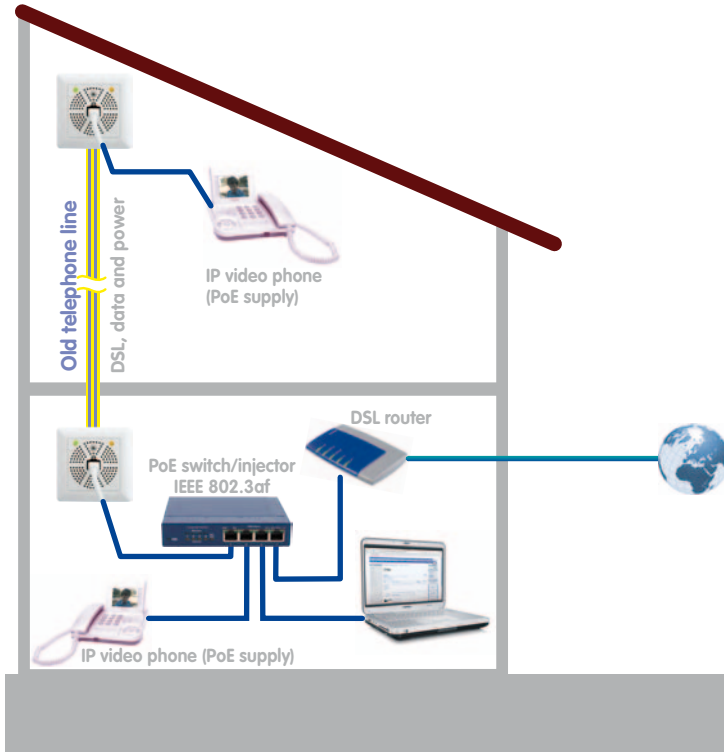 Old telephone line
DSL, data and power
IP video phone
(PoE supply)
DSL router
PoE switch/injector
IEEE 802.3af
IP video phone (PoE supply)